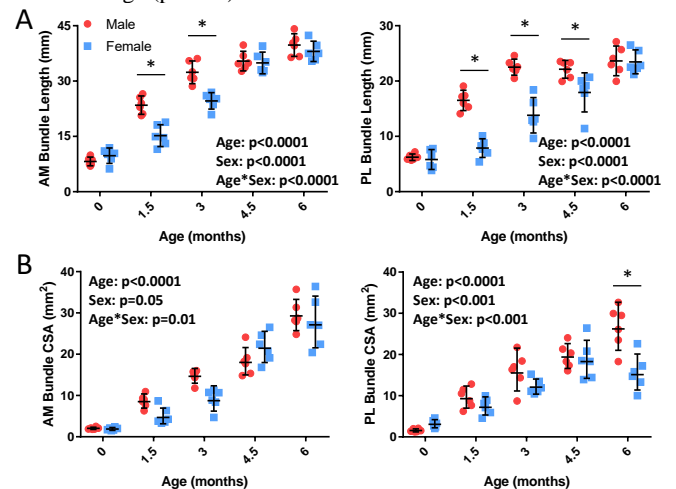 A
Male
Female
AM Bundle Length (mm)
45
30
15
0
*
*
Age: p<0.0001
Sex: p<0.0001
Age*Sex: p<0.0001
0
1.5
3
4.5
6
Age (months)
PL Bundle Length (mm)
30
20
10
0
*
*
*
Age: p<0.0001
Sex: p<0.0001
Age*Sex: p<0.0001
0
1.5
3
4.5
6
Age (months)
B
AM Bundle CSA (mm²)
40
30
20
10
0
Age: p<0.0001
Sex: p=0.05
Age*Sex: p=0.01
0
1.5
3
4.5
6
Age (months)
PL Bundle CSA (mm²)
40
30
20
10
0
Age: p<0.0001
Sex: p<0.001
Age*Sex: p<0.001
*
0
1.5
3
4.5
6
Age (months)